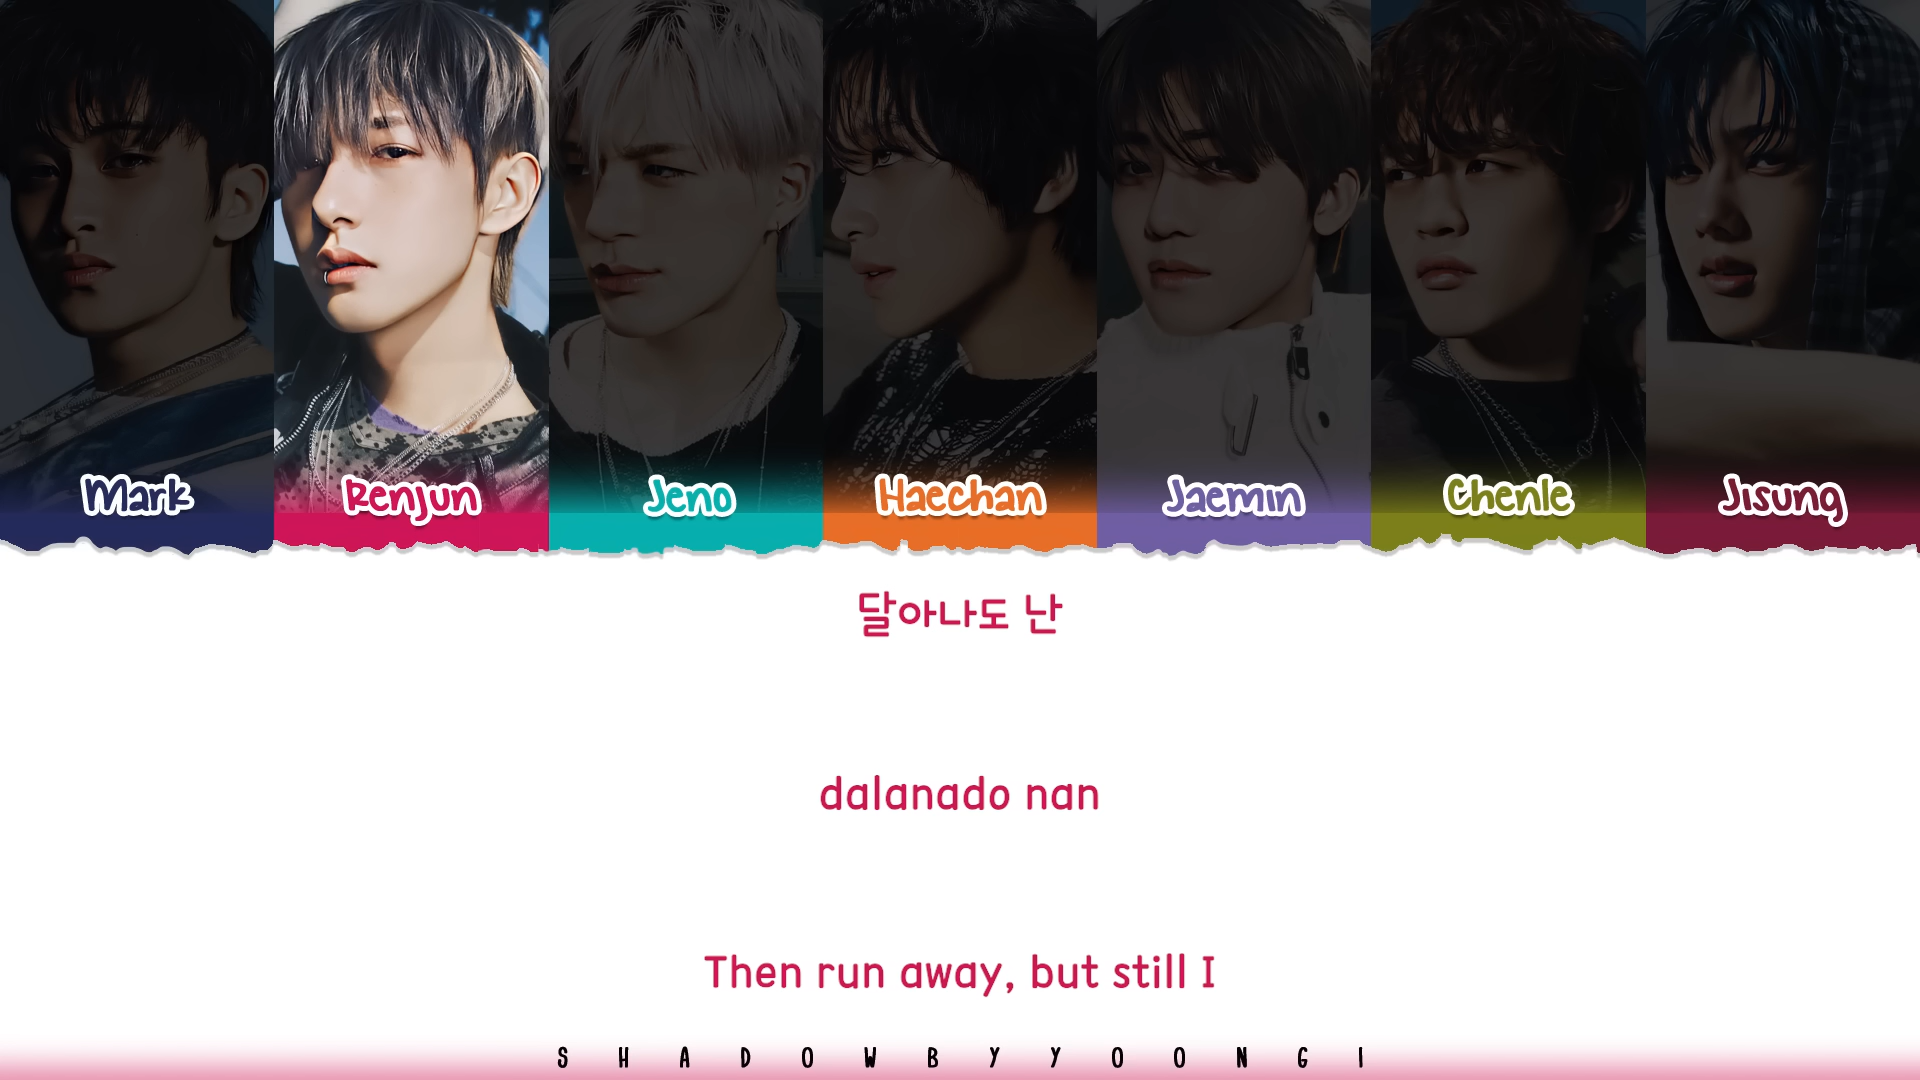 Mark Renjun Jeno Haechan Jaemin Chenle Jisung
달아나도 난
dalanado nan
Then run away, but still I
SHADOWBYYOONGI